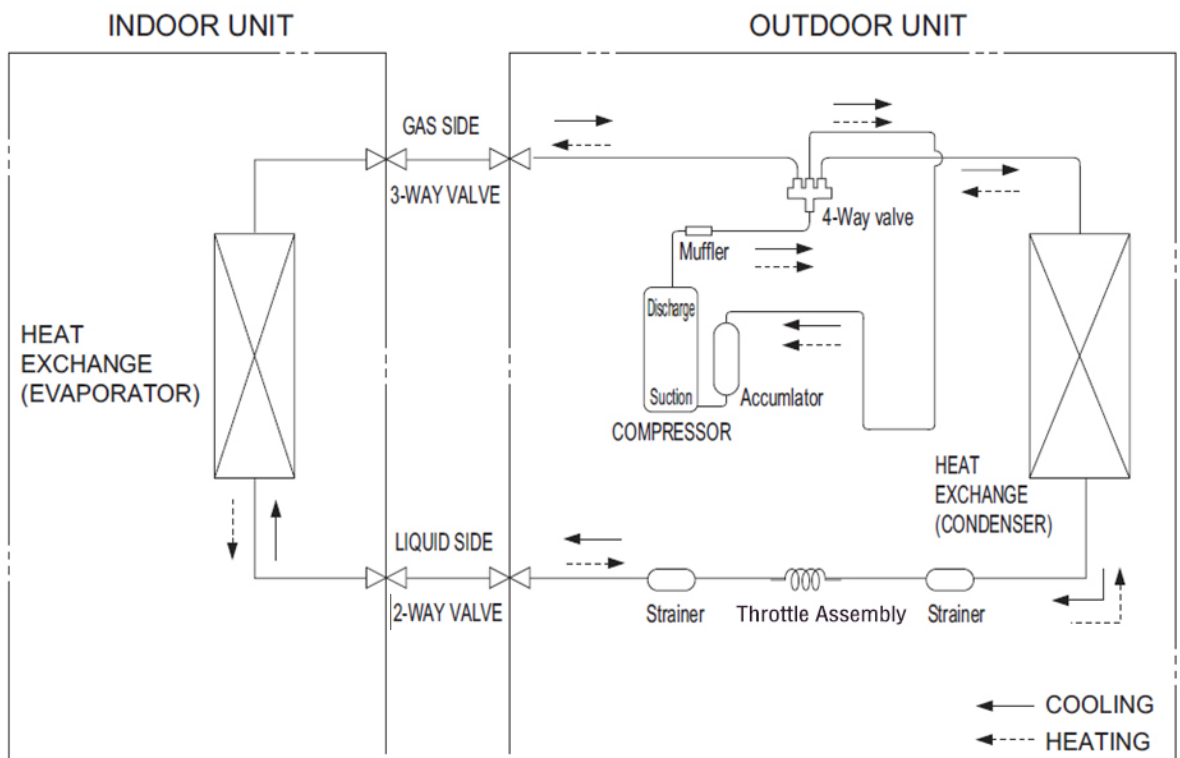 INDOOR UNIT
OUTDOOR UNIT
GAS SIDE
3-WAY VALVE
4-Way valve
Muffler
Discharge
Suction
Accumlator
COMPRESSOR
HEAT
EXCHANGE
(EVAPORATOR)
HEAT
EXCHANGE
(CONDENSER)
LIQUID SIDE
2-WAY VALVE
Strainer
Throttle Assembly
Strainer
COOLING
HEATING